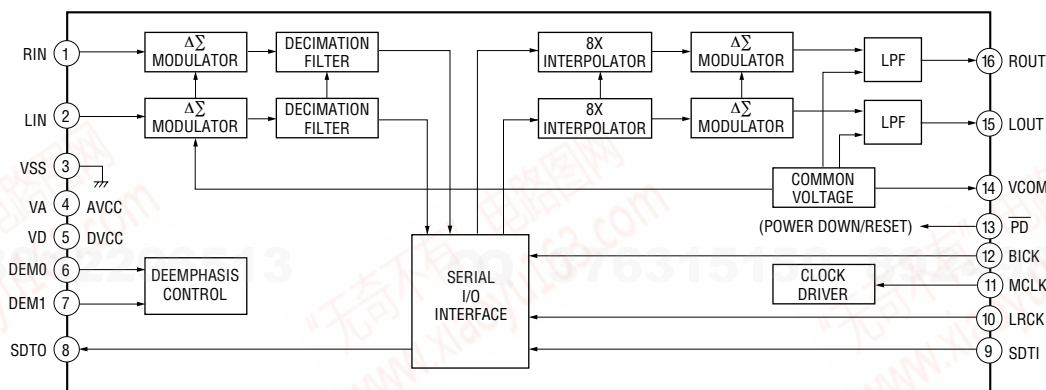 RIN 1
ΔΣ
MODULATOR
DECIMATION
FILTER
8X
INTERPOLATOR
ΔΣ
MODULATOR
LPF
16 ROUT
LIN 2
ΔΣ
MODULATOR
DECIMATION
FILTER
8X
INTERPOLATOR
ΔΣ
MODULATOR
LPF
15 LOUT
VSS 3
VA 4 AVCC
VD 5 DVCC
COMMON
VOLTAGE
14 VCOM
(POWER DOWN/RESET)
13 PD
DEM0 6
DEM1 7
DEEMPHASIS
CONTROL
SERIAL
I/O
INTERFACE
12 BICK
CLOCK
DRIVER
11 MCLK
10 LRCK
SDTO 8
9 SDTI